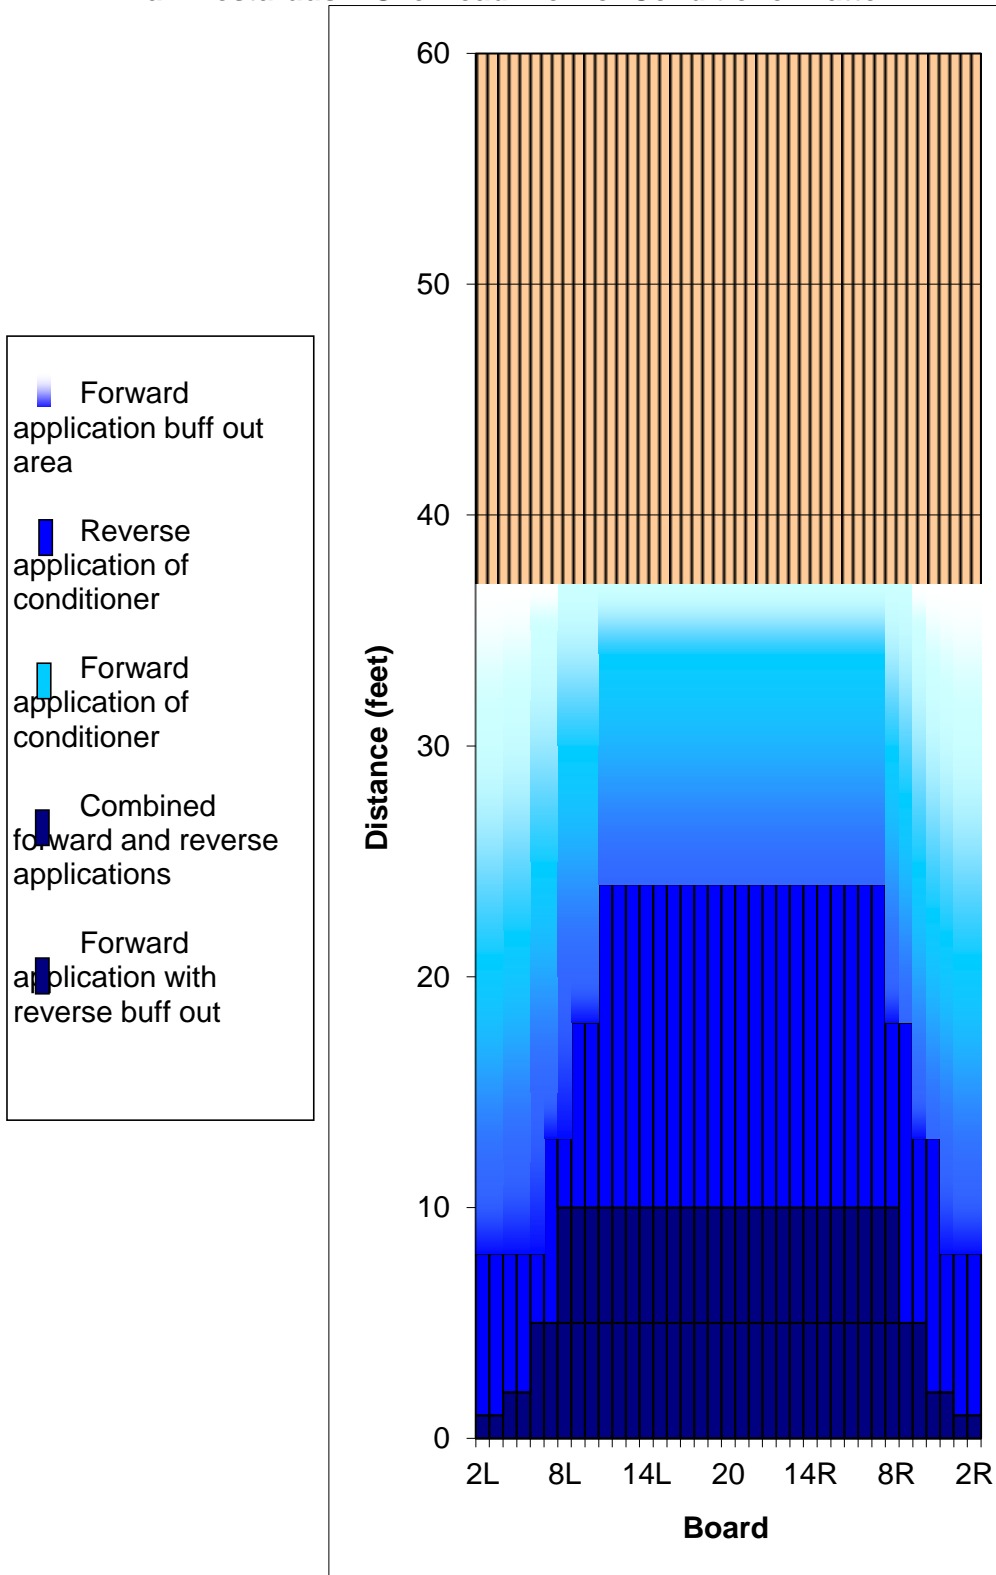 Forward
application buff out
area
Reverse
application of
conditioner
Forward
application of
conditioner
Combined
forward and reverse
applications
Forward
application with
reverse buff out
60
50
40
30
20
10
0
Distance (feet)
2L 8L 14L 20 14R 8R 2R
Board